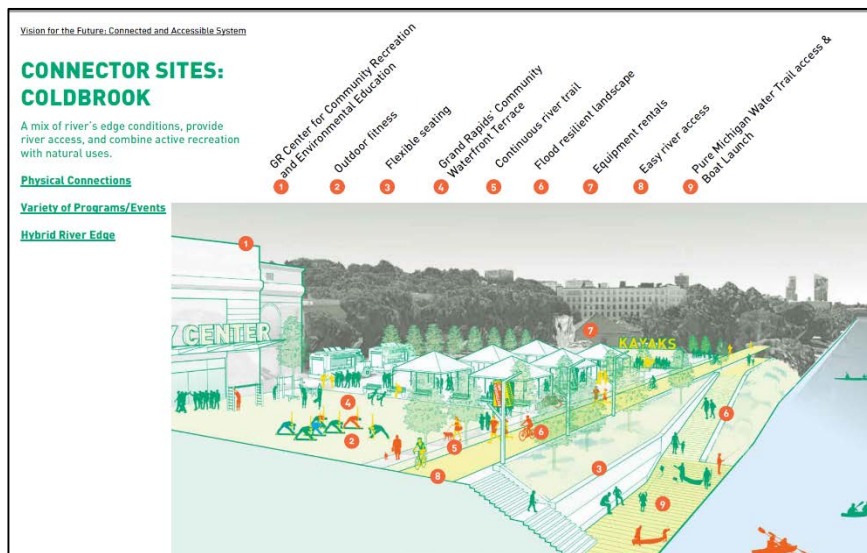 Vision for the Future: Connected and Accessible System
CONNECTOR SITES:
COLDBROOK
A mix of river's edge conditions, provide
river access, and combine active recreation
with natural uses.
Physical Connections
Variety of Programs/Events
Hybrid River Edge
GR Center for Community Recreation
and Environmental Education
1
Outdoor fitness
2
Flexible seating
3
Grand Rapids' Community
Waterfront Terrace
4
Continuous river trail
5
Flood resilient landscape
6
Equipment rentals
7
Easy river access
8
Pure Michigan Water Trail access &
Boat Launch
9
1
Y CENTER
7
KAYAKS
4
2
5
6
6
3
8
9